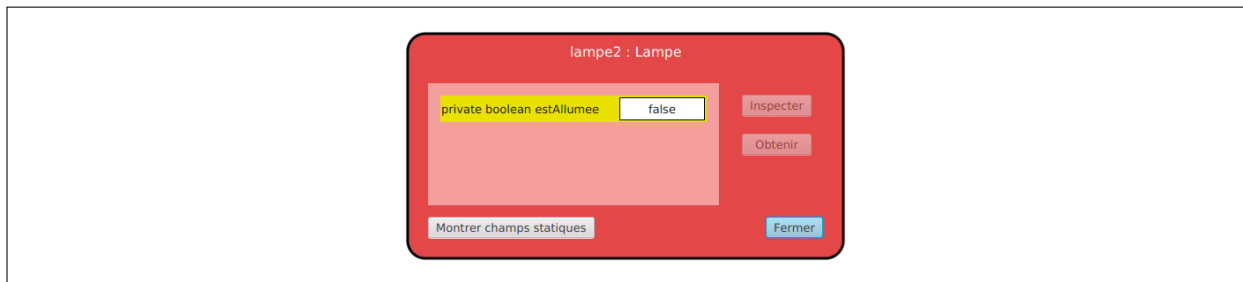 lampe2 : Lampe
private boolean estAllumee false
Inspecter
Obtenir
Montrer champs statiques
Fermer